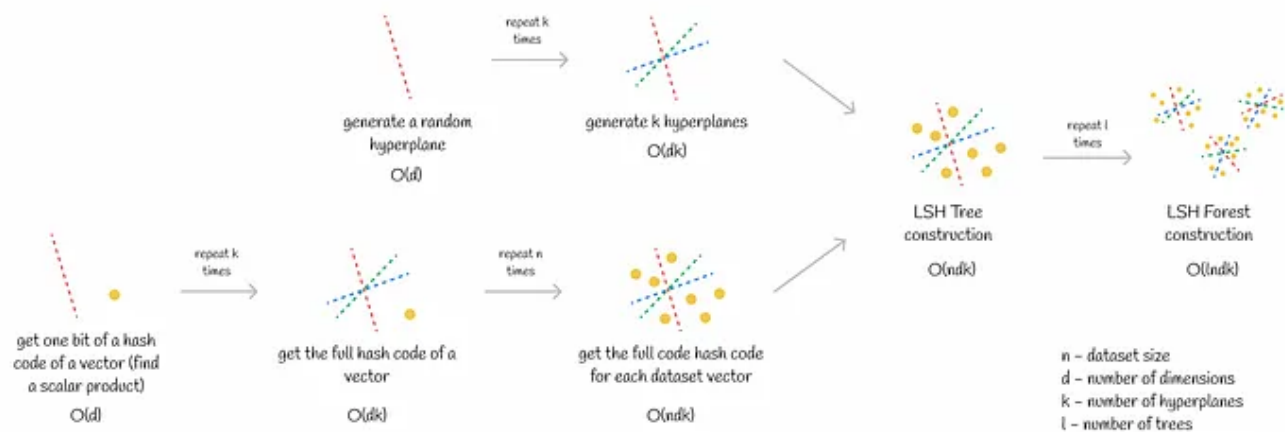 repeat k
times
generate a random
hyperplane
O(d)
generate k hyperplanes
O(dk)
repeat l
times
LSH Tree
construction
O(ndk)
LSH Forest
construction
O(lndk)
repeat k
times
repeat n
times
get one bit of a hash
code of a vector (find
a scalar product)
O(d)
get the full hash code of a
vector
O(dk)
get the full code hash code
for each dataset vector
O(ndk)
n - dataset size
d - number of dimensions
k - number of hyperplanes
l - number of trees